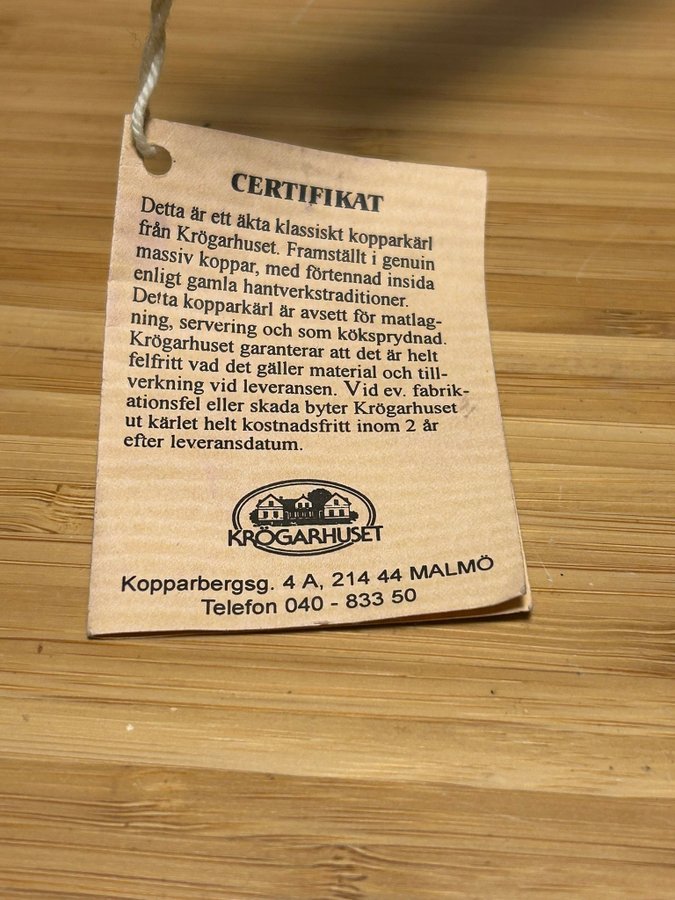 CERTIFIKAT
Detta är ett äkta klassiskt kopparkärl
från Krögarhuset. Framställt i genuin
massiv koppar, med förtennad insida
enligt gamla hantverkstraditioner.
Detta kopparkärl är avsett för matlag-
ning, servering och som köksprydnad.
Krögarhuset garanterar att det är helt
felfritt vad det gäller material och till-
verkning vid leveransen. Vid ev. fabrik-
ationsfel eller skada byter Krögarhuset
ut kärlet helt kostnadsfritt inom 2 år
efter leveransdatum.
KRÖGARHUSET
Kopparbergsg. 4 A, 214 44 MALMÖ
Telefon 040 - 833 50